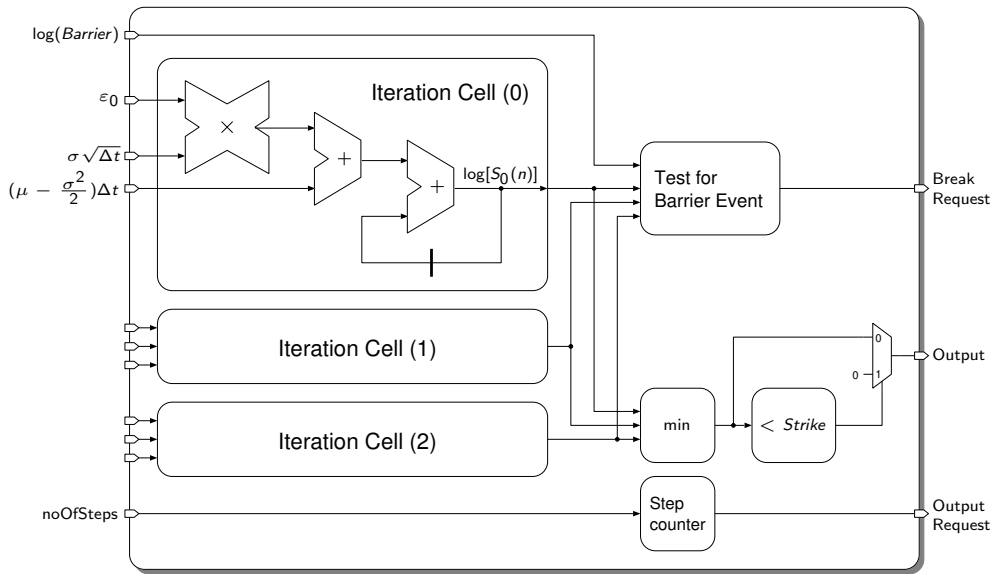 log(Barrier)
Iteration Cell (0)
ε0
×
σ√Δt
+
(μ − σ²/2)Δt
+
log[S0(n)]
Test for
Barrier Event
Break
Request
Iteration Cell (1)
0
Output
0
1
Iteration Cell (2)
min
< Strike
noOfSteps
Step
counter
Output
Request